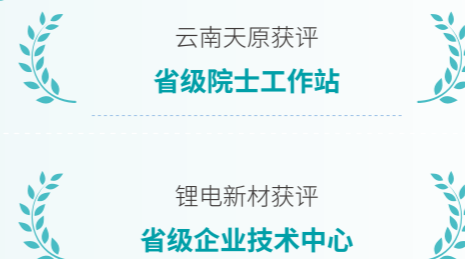 云南天原获评
省级院士工作站
锂电新材获评
省级企业技术中心